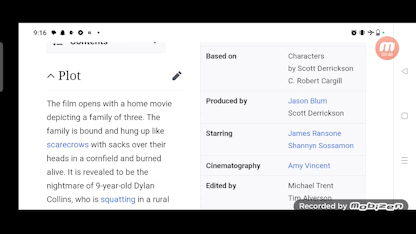 9:16
Contents
Plot
The film opens with a home movie
depicting a family of three. The
family is bound and hung up like
scarecrows with sacks over their
heads in a cornfield and burned
alive. It is revealed to be the
nightmare of 9-year-old Dylan
Collins, who is squatting in a rural
Based on
Characters
by Scott Derrickson
C. Robert Cargill
Produced by
Jason Blum
Scott Derrickson
Starring
James Ransone
Shannyn Sossamon
Cinematography
Amy Vincent
Edited by
Michael Trent
Tim Alverson
Recorded by Mobizen